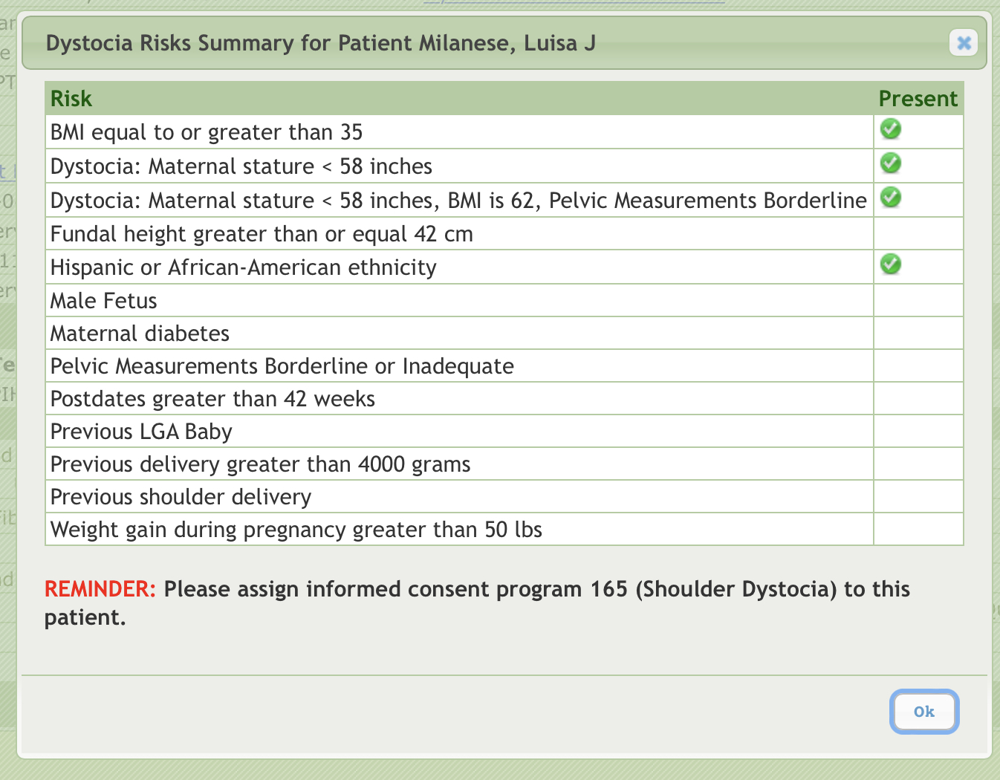 Dystocia Risks Summary for Patient Milanese, Luisa J
Risk Present
BMI equal to or greater than 35
Dystocia: Maternal stature < 58 inches
Dystocia: Maternal stature < 58 inches, BMI is 62, Pelvic Measurements Borderline
Fundal height greater than or equal 42 cm
Hispanic or African-American ethnicity
Male Fetus
Maternal diabetes
Pelvic Measurements Borderline or Inadequate
Postdates greater than 42 weeks
Previous LGA Baby
Previous delivery greater than 4000 grams
Previous shoulder delivery
Weight gain during pregnancy greater than 50 lbs
REMINDER: Please assign informed consent program 165 (Shoulder Dystocia) to this
patient.
Ok